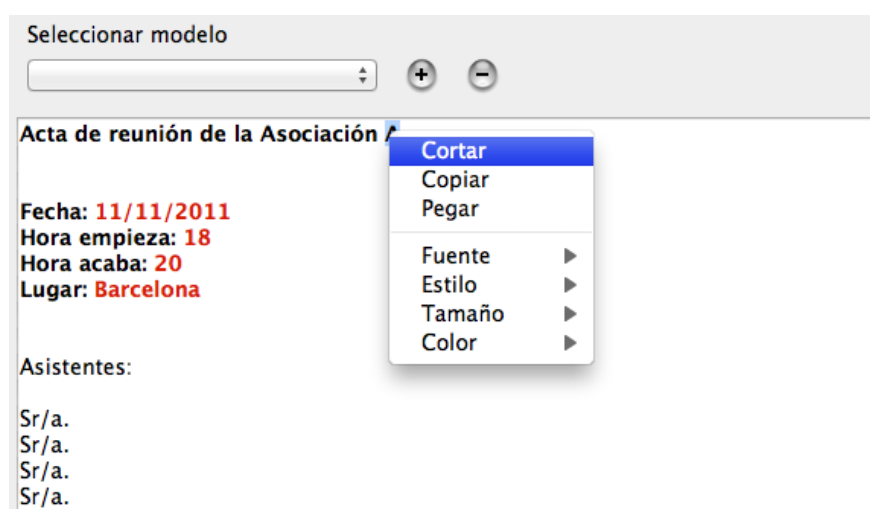 Seleccionar modelo
Acta de reunión de la Asociación A
Cortar
Copiar
Pegar
Fuente
Estilo
Tamaño
Color
Fecha: 11/11/2011
Hora empieza: 18
Hora acaba: 20
Lugar: Barcelona
Asistentes:
Sr/a.
Sr/a.
Sr/a.
Sr/a.